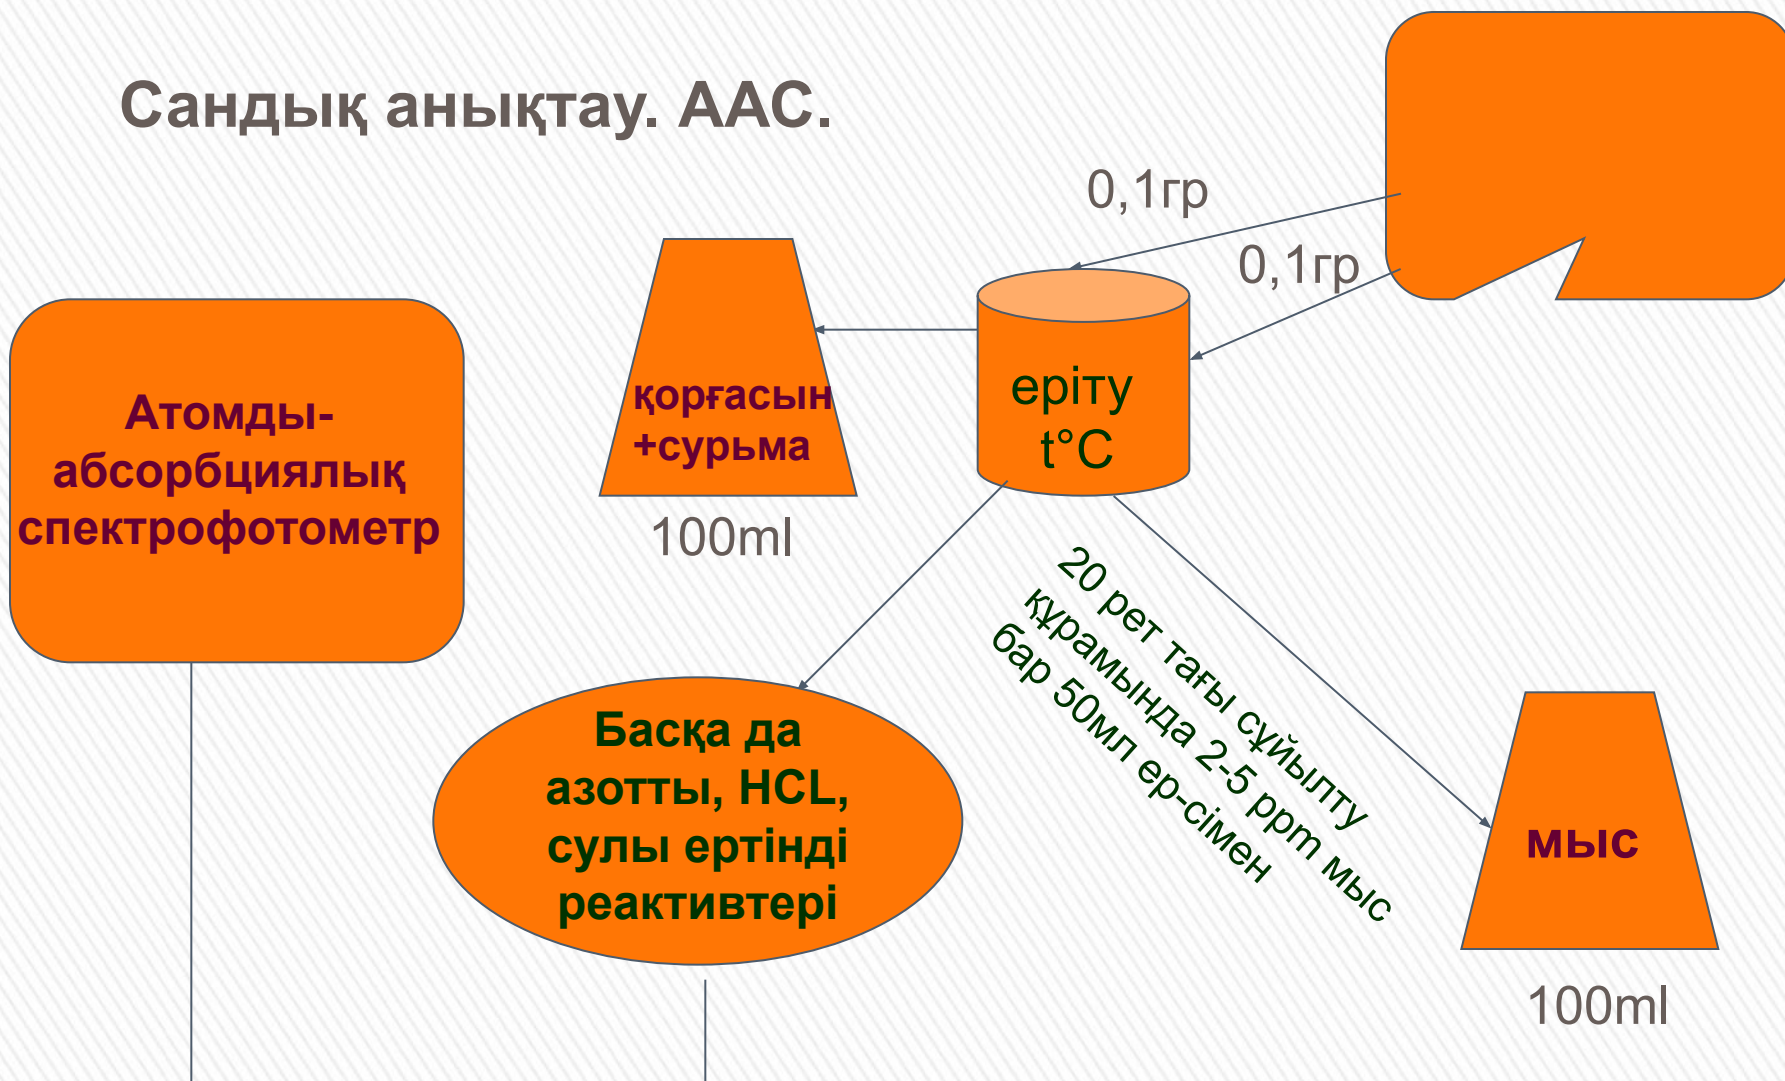 Сандық анықтау. ААС.
0,1гр
0,1гр
Атомды-
абсорбциялық
спектрофотометр
қорғасын
+сурьма
100ml
еріту
t°C
20 рет тағы сұйылту
құрамында 2-5 ppm мыс
бар 50мл ер-сімен
Басқа да
азотты, HCL,
сулы ертінді
реактивтері
мыс
100ml